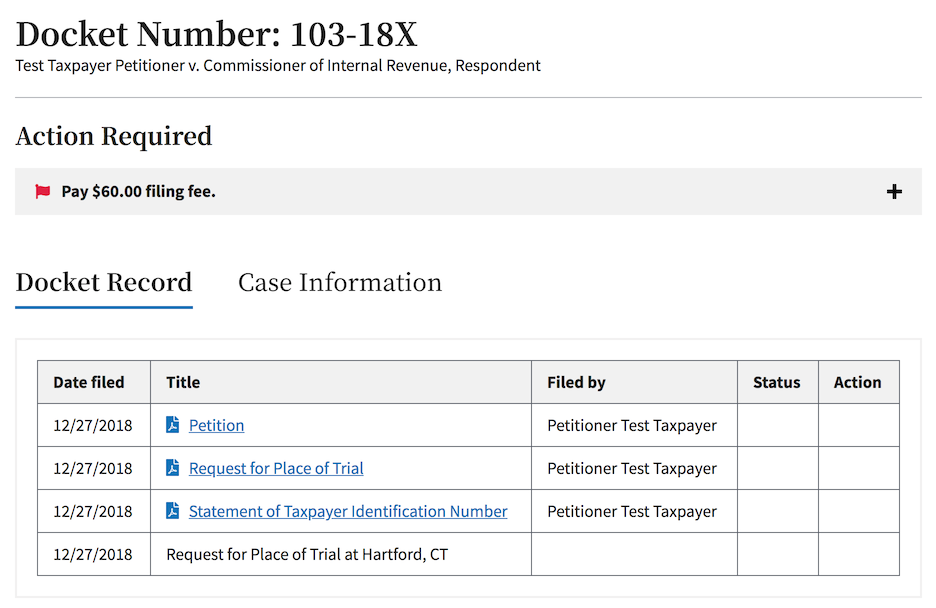 Docket Number: 103-18X
Test Taxpayer Petitioner v. Commissioner of Internal Revenue, Respondent
Action Required
Pay $60.00 filing fee. +
Docket Record Case Information
Date filed Title Filed by Status Action
12/27/2018 Petition Petitioner Test Taxpayer
12/27/2018 Request for Place of Trial Petitioner Test Taxpayer
12/27/2018 Statement of Taxpayer Identification Number Petitioner Test Taxpayer
12/27/2018 Request for Place of Trial at Hartford, CT